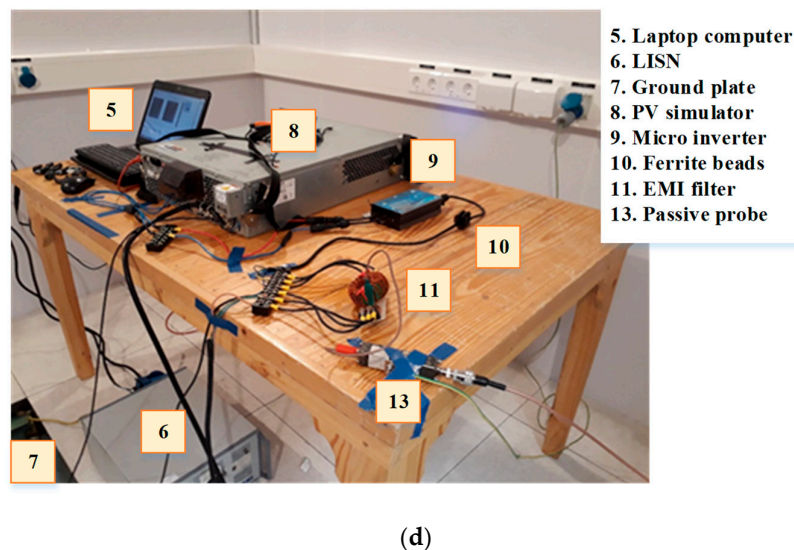 5. Laptop computer
6. LISN
7. Ground plate
8. PV simulator
9. Micro inverter
10. Ferrite beads
11. EMI filter
13. Passive probe
5
8
9
10
11
13
6
7
(d)